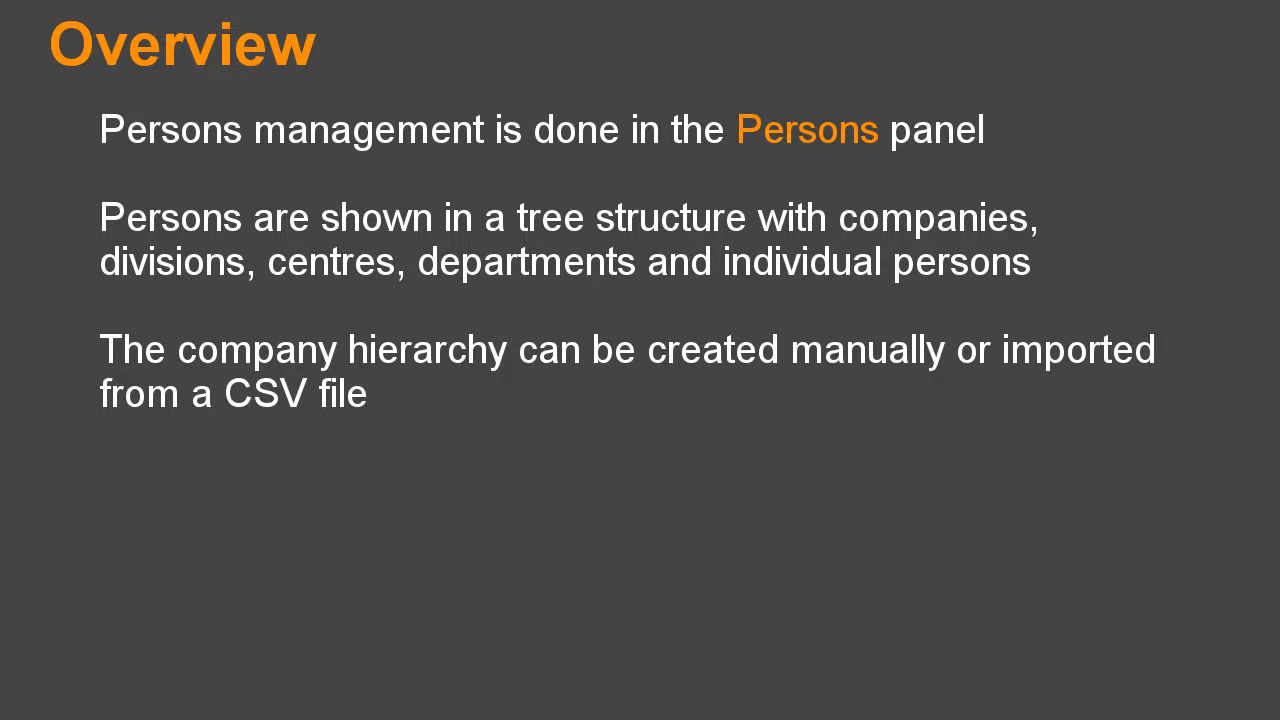 Overview
Persons management is done in the Persons panel
Persons are shown in a tree structure with companies,
divisions, centres, departments and individual persons
The company hierarchy can be created manually or imported
from a CSV file